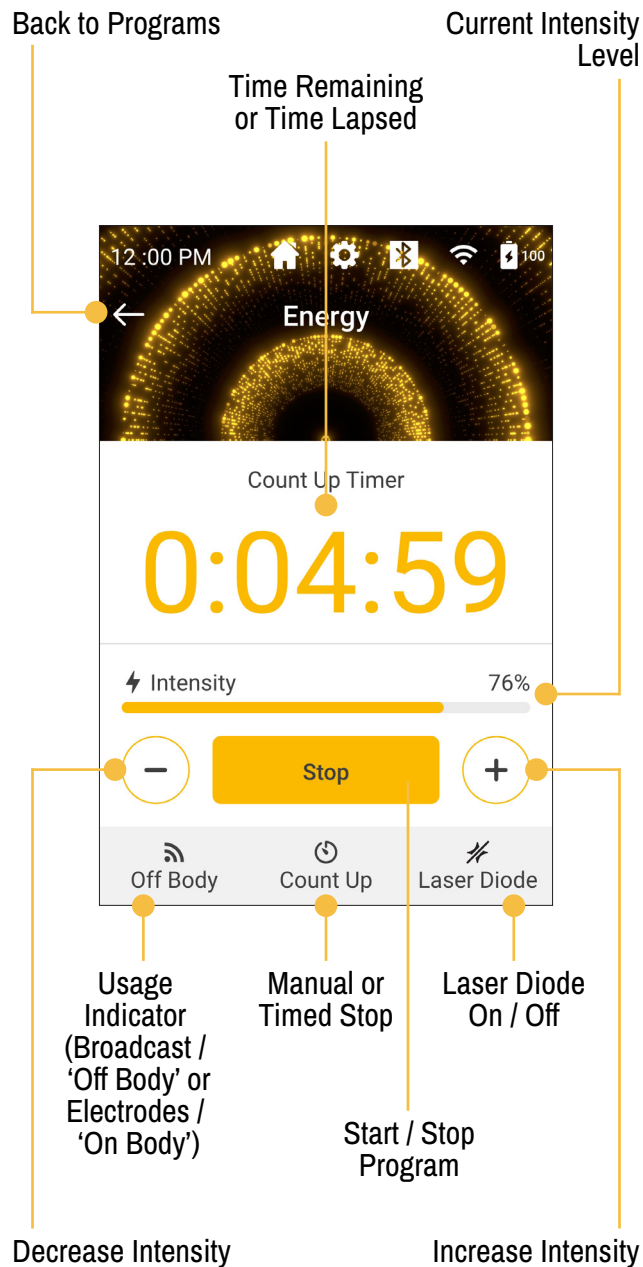 Back to Programs
Current Intensity
Level
Time Remaining
or Time Lapsed
12 :00 PM
100
Energy
Count Up Timer
0:04:59
Intensity
76%
Stop
Off Body
Count Up
Laser Diode
Usage
Indicator
(Broadcast /
‘Off Body’ or
Electrodes /
‘On Body’)
Manual or
Timed Stop
Laser Diode
On / Off
Start / Stop
Program
Decrease Intensity
Increase Intensity